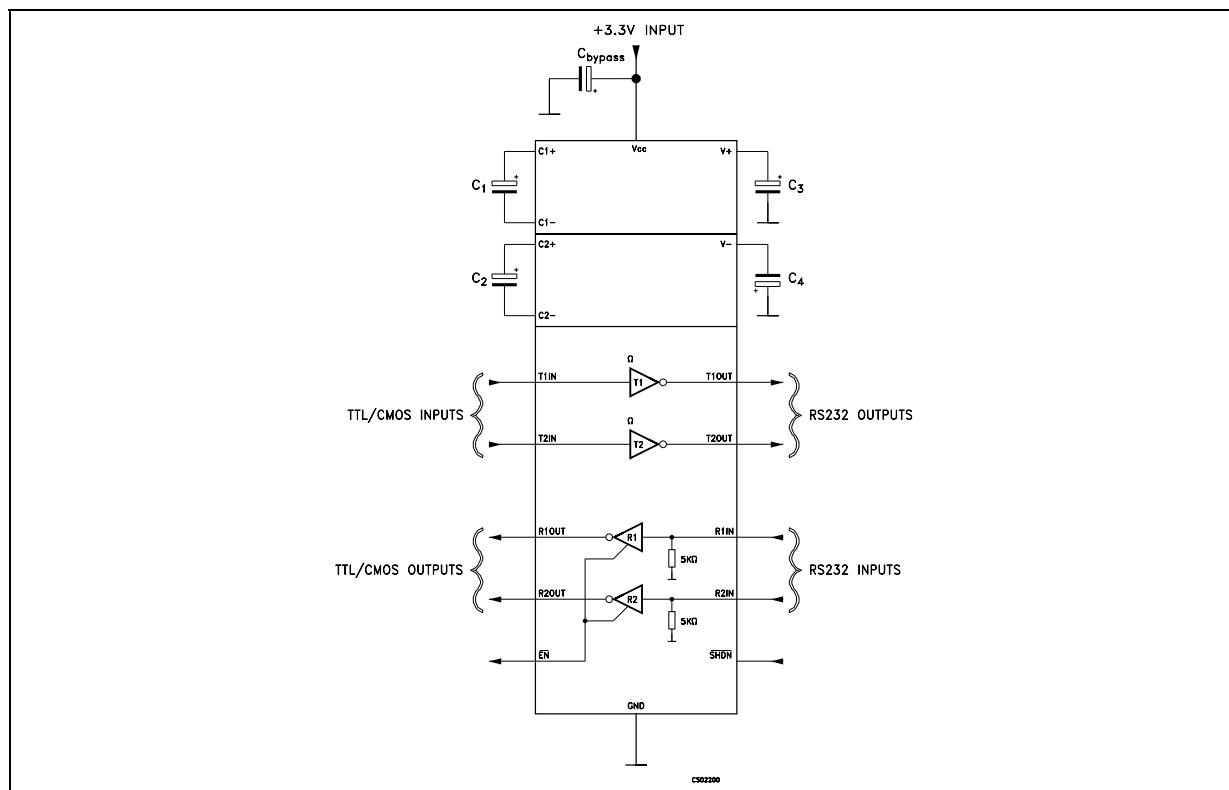 +3.3V INPUT
Cbypass
+
C1+
Vcc
V+
C1
+
+
C3
C1-
C2+
V-
C2
+
+
C4
C2-
Ω
T1IN
T1
T1OUT
TTL/CMOS INPUTS
RS232 OUTPUTS
Ω
T2IN
T2
T2OUT
R1OUT
R1
R1IN
5KΩ
TTL/CMOS OUTPUTS
RS232 INPUTS
R2OUT
R2
R2IN
5KΩ
EN
SHDN
GND
CS02200